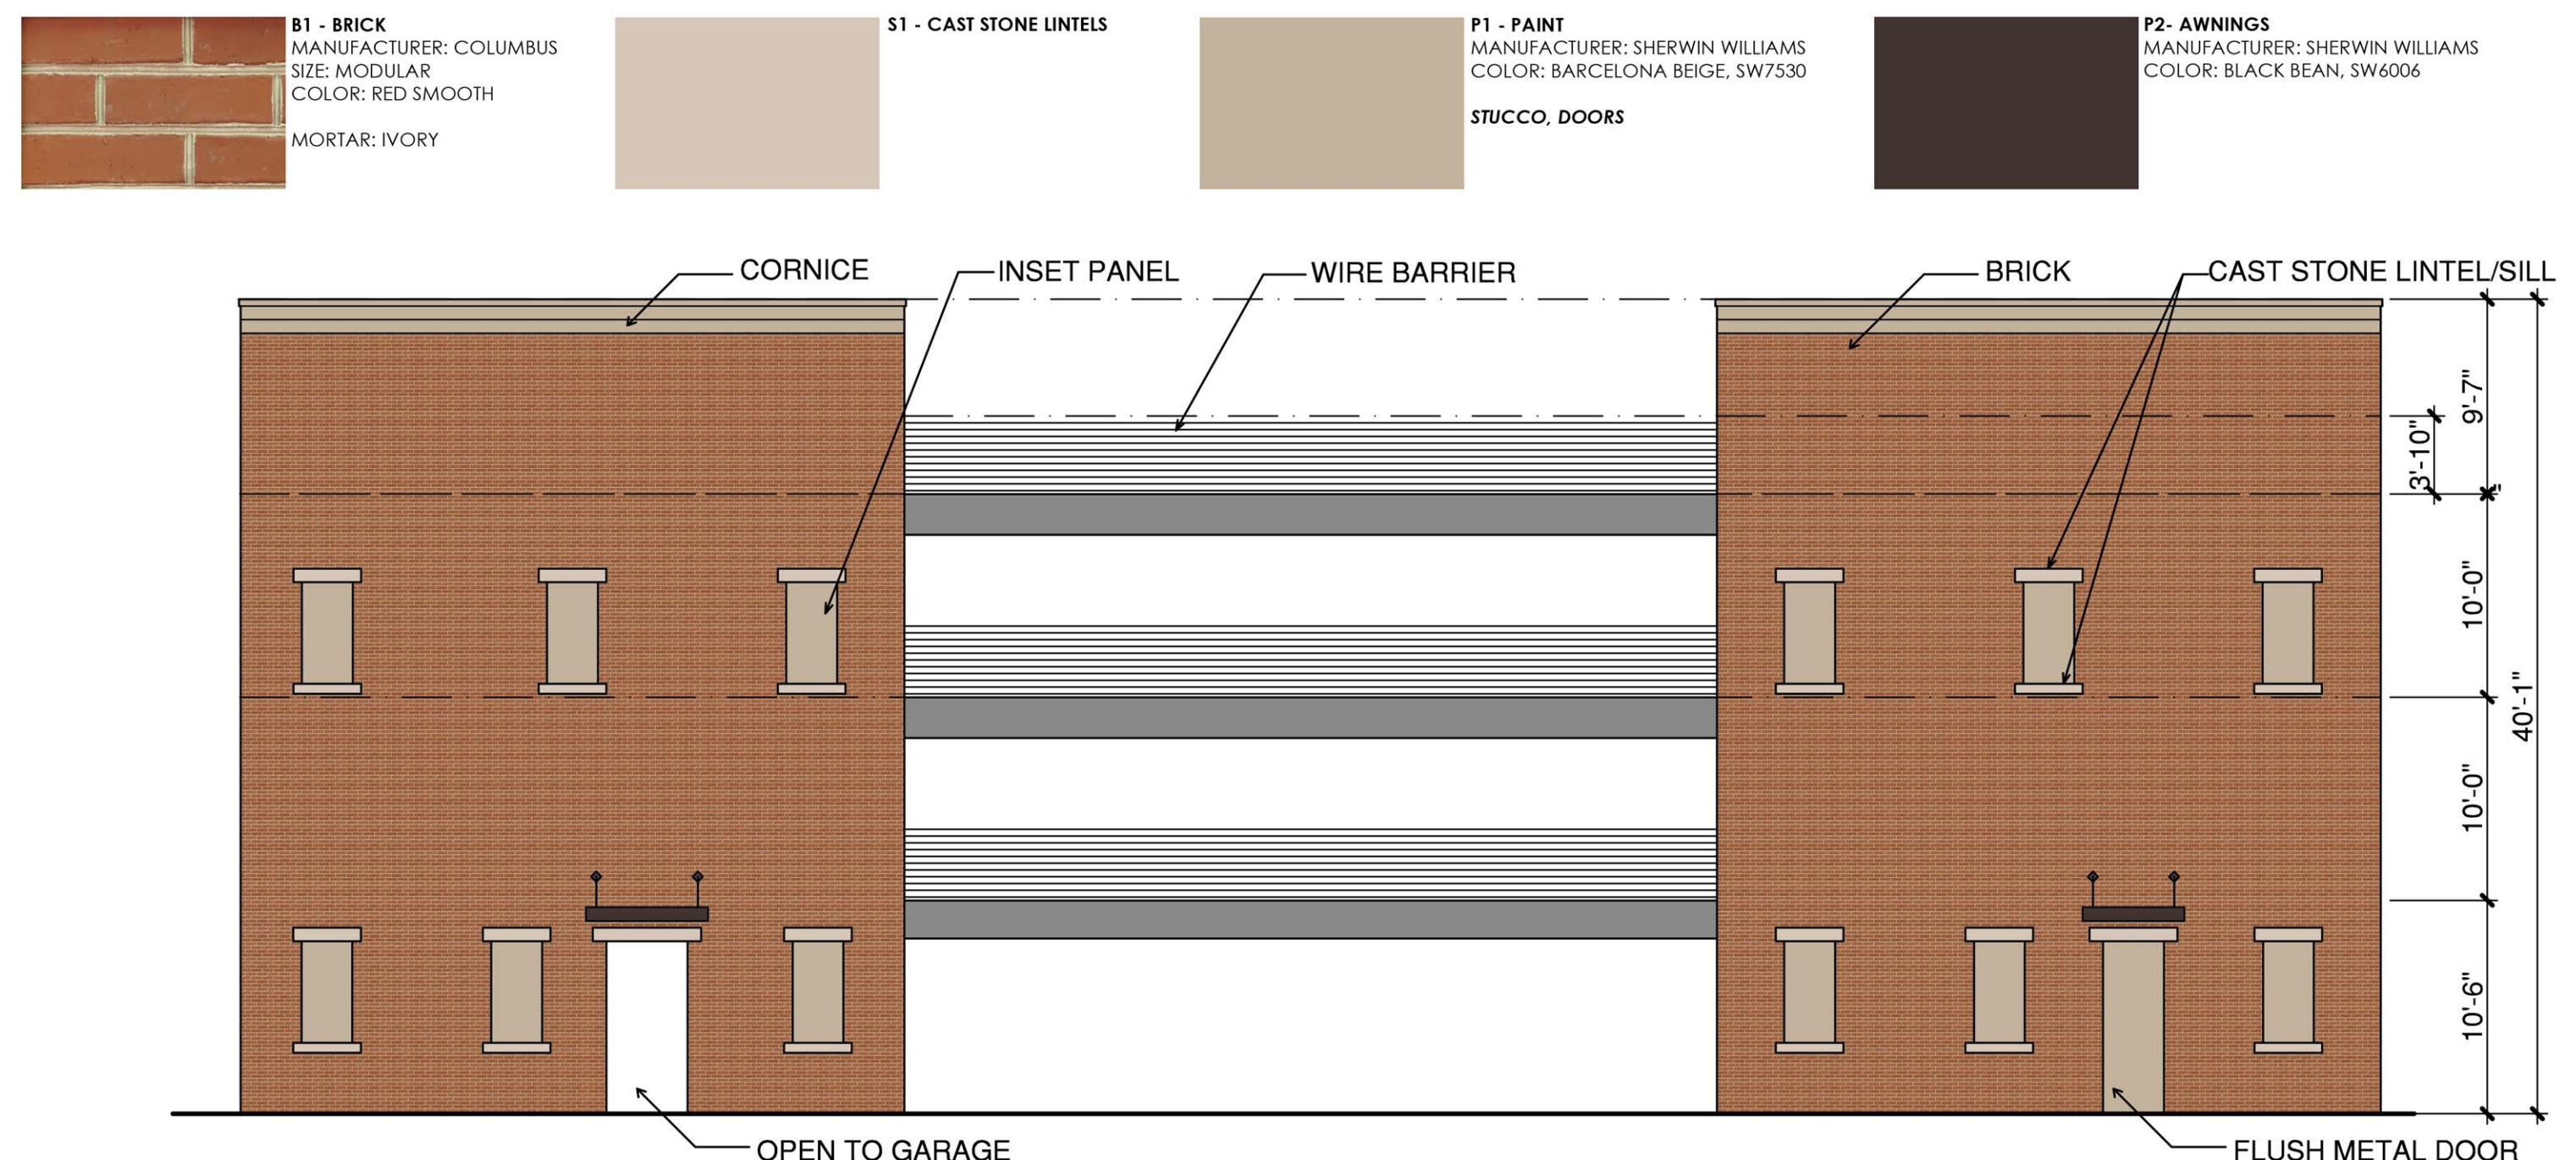 B1 - BRICK
MANUFACTURER: COLUMBUS
SIZE: MODULAR
COLOR: RED SMOOTH
MORTAR: IVORY
S1 - CAST STONE LINTELS
P1 - PAINT
MANUFACTURER: SHERWIN WILLIAMS
COLOR: BARCELONA BEIGE, SW7530
STUCCO, DOORS
P2- AWNINGS
MANUFACTURER: SHERWIN WILLIAMS
COLOR: BLACK BEAN, SW6006
CORNICE
INSET PANEL
WIRE BARRIER
BRICK
CAST STONE LINTEL/SILL
9'-7"
3'-10"
10'-0"
40'-1"
10'-0"
10'-6"
OPEN TO GARAGE
FLUSH METAL DOOR